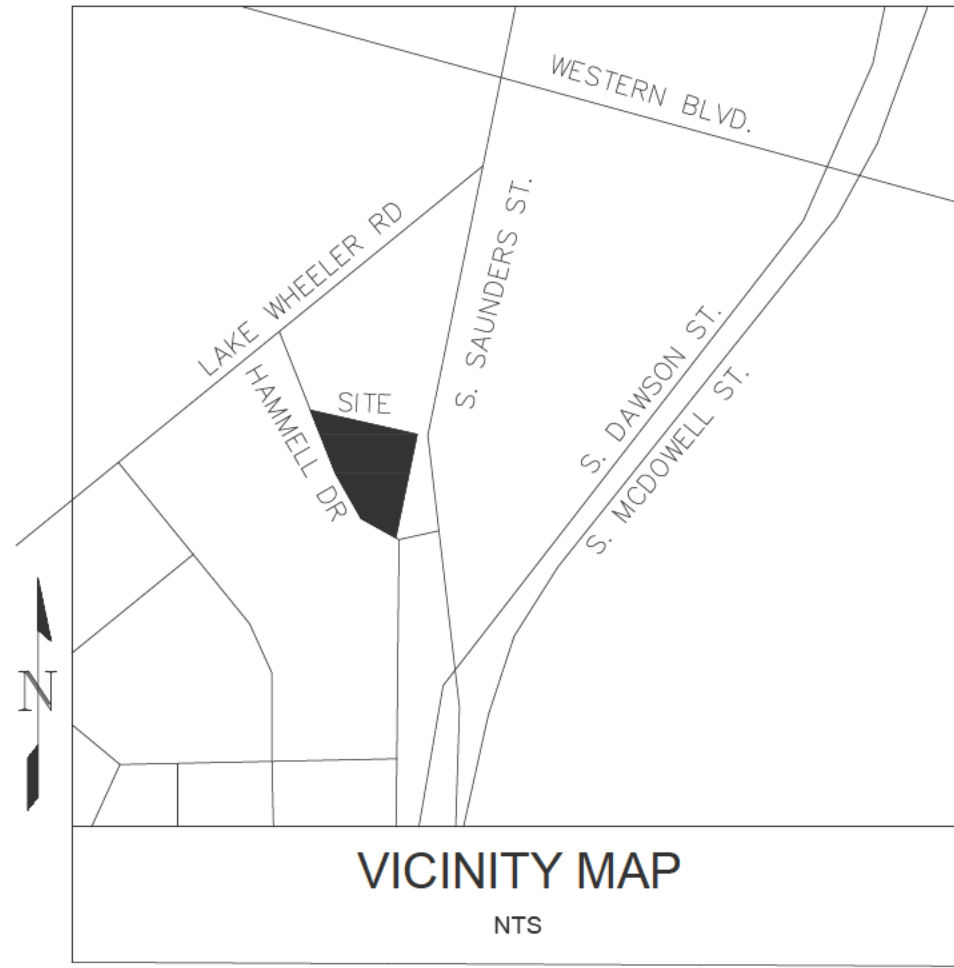 WESTERN BLVD.
LAKE WHEELER RD
S. SAUNDERS ST.
HAMMELL DR
SITE
S. DAWSON ST.
S. MCDOWELL ST.
N
VICINITY MAP
NTS